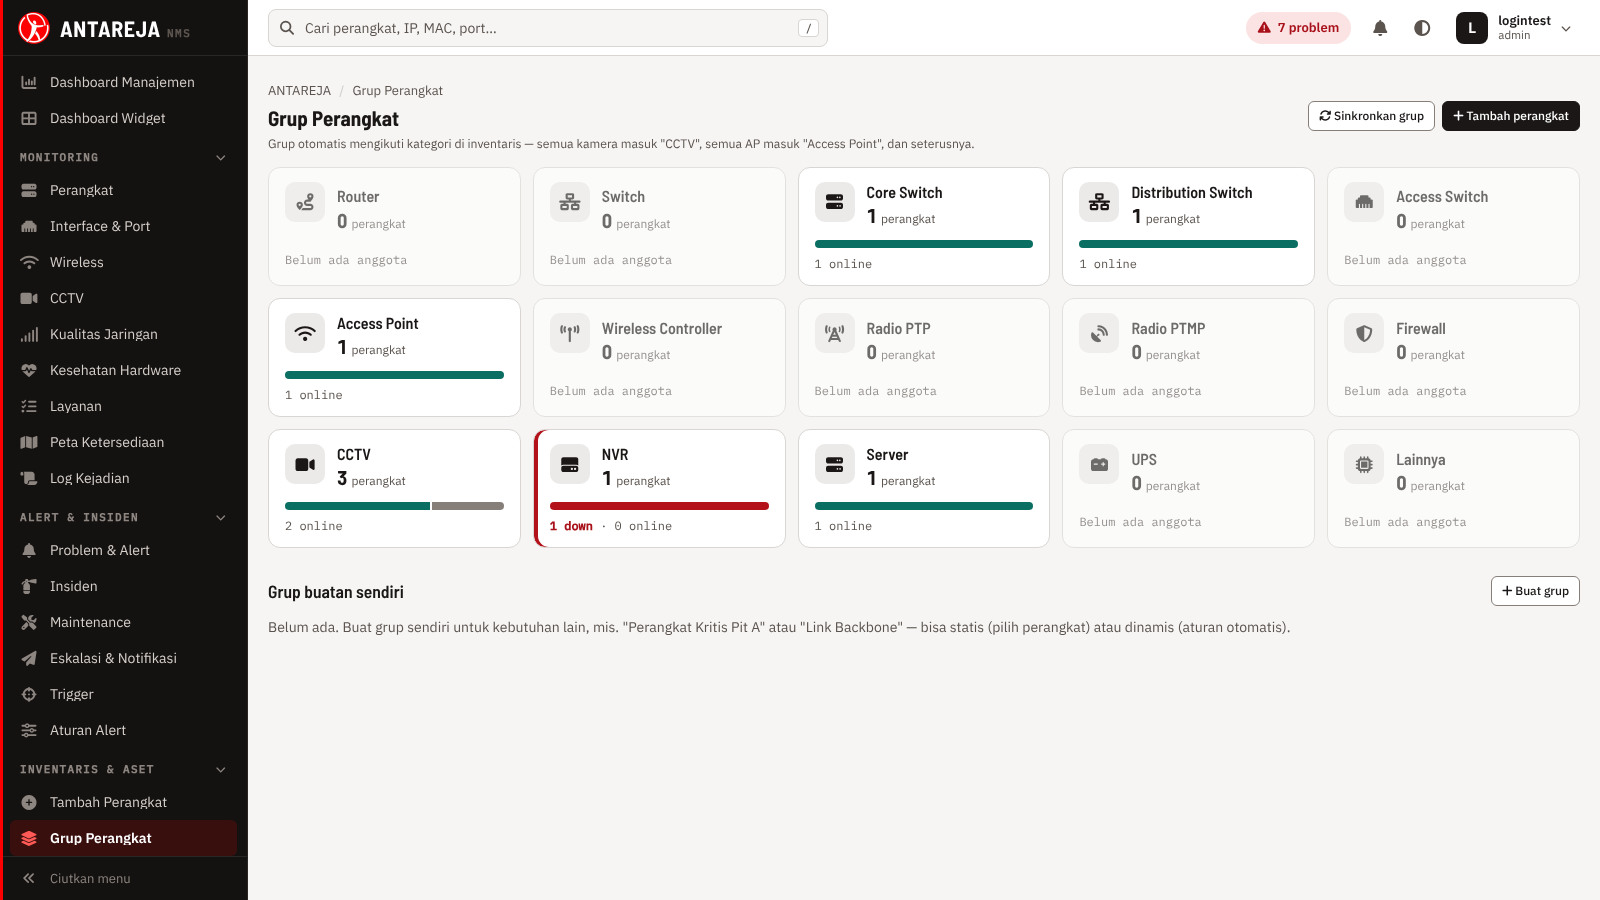 ANTAREJA NMS
Cari perangkat, IP, MAC, port...
/
7 problem
L
logintest
admin
Dashboard Manajemen
Dashboard Widget
MONITORING
Perangkat
Interface & Port
Wireless
CCTV
Kualitas Jaringan
Kesehatan Hardware
Layanan
Peta Ketersediaan
Log Kejadian
ALERT & INSIDEN
Problem & Alert
Insiden
Maintenance
Eskalasi & Notifikasi
Trigger
Aturan Alert
INVENTARIS & ASET
Tambah Perangkat
Grup Perangkat
Ciutkan menu
ANTAREJA / Grup Perangkat
Grup Perangkat
Grup otomatis mengikuti kategori di inventaris — semua kamera masuk "CCTV", semua AP masuk "Access Point", dan seterusnya.
Sinkronkan grup
Tambah perangkat
Router
0 perangkat
Belum ada anggota
Switch
0 perangkat
Belum ada anggota
Core Switch
1 perangkat
1 online
Distribution Switch
1 perangkat
1 online
Access Switch
0 perangkat
Belum ada anggota
Access Point
1 perangkat
1 online
Wireless Controller
0 perangkat
Belum ada anggota
Radio PTP
0 perangkat
Belum ada anggota
Radio PTMP
0 perangkat
Belum ada anggota
Firewall
0 perangkat
Belum ada anggota
CCTV
3 perangkat
2 online
NVR
1 perangkat
1 down · 0 online
Server
1 perangkat
1 online
UPS
0 perangkat
Belum ada anggota
Lainnya
0 perangkat
Belum ada anggota
Grup buatan sendiri
Buat grup
Belum ada. Buat grup sendiri untuk kebutuhan lain, mis. "Perangkat Kritis Pit A" atau "Link Backbone" — bisa statis (pilih perangkat) atau dinamis (aturan otomatis).